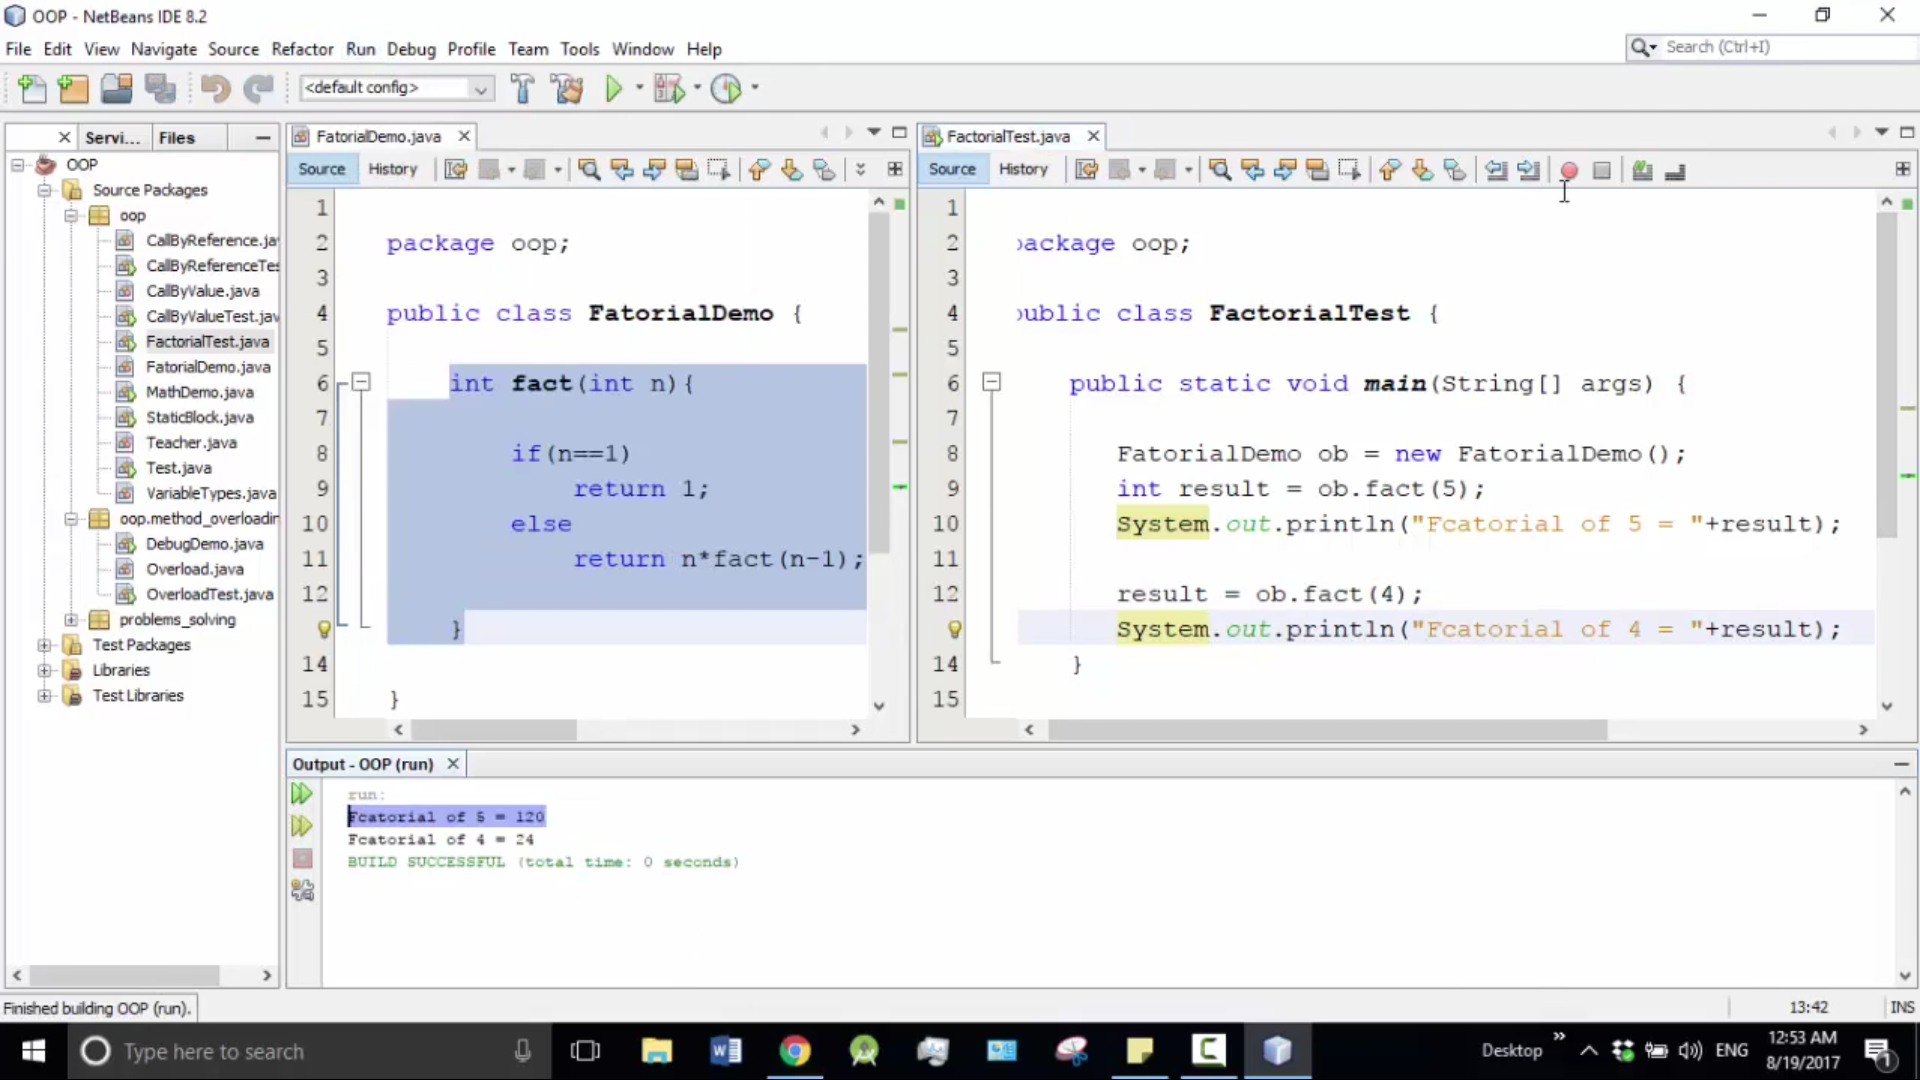 OOP - NetBeans IDE 8.2
File Edit View Navigate Source Refactor Run Debug Profile Team Tools Window Help
Search (Ctrl+I)
<default config>
Servi... Files
OOP
Source Packages
oop
CallByReference.ja
CallByReferenceTes
CallByValue.java
CallByValueTest.jav
FactorialTest.java
FatorialDemo.java
MathDemo.java
StaticBlock.java
Teacher.java
Test.java
VariableTypes.java
oop.method_overloadin
DebugDemo.java
Overload.java
OverloadTest.java
problems_solving
Test Packages
Libraries
Test Libraries
FatorialDemo.java
Source History
1
2 package oop;
3
4 public class FatorialDemo {
5
6 int fact(int n){
7
8 if(n==1)
9 return 1;
10 else
11 return n*fact(n-1);
12
}
14
15 }
FactorialTest.java
Source History
1
2 package oop;
3
4 public class FactorialTest {
5
6 public static void main(String[] args) {
7
8 FatorialDemo ob = new FatorialDemo();
9 int result = ob.fact(5);
10 System.out.println("Fcatorial of 5 = "+result);
11
12 result = ob.fact(4);
System.out.println("Fcatorial of 4 = "+result);
14 }
15
Output - OOP (run)
run:
Fcatorial of 5 = 120
Fcatorial of 4 = 24
BUILD SUCCESSFUL (total time: 0 seconds)
Finished building OOP (run).
13:42 INS
Type here to search
Desktop
ENG
12:53 AM
8/19/2017
1